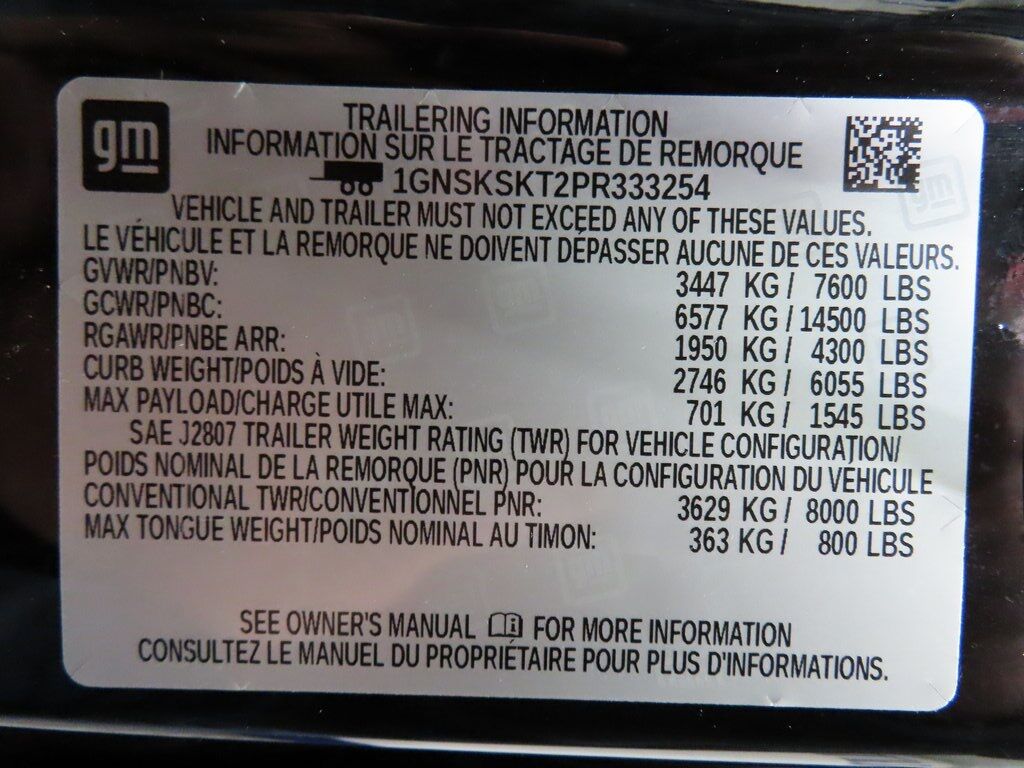 gm
TRAILERING INFORMATION
INFORMATION SUR LE TRACTAGE DE REMORQUE
1GNSKSKT2PR333254
VEHICLE AND TRAILER MUST NOT EXCEED ANY OF THESE VALUES.
LE VÉHICULE ET LA REMORQUE NE DOIVENT DÉPASSER AUCUNE DE CES VALEURS.
GVWR/PNBV: 3447 KG / 7600 LBS
GCWR/PNBC: 6577 KG / 14500 LBS
RGAWR/PNBE ARR: 1950 KG / 4300 LBS
CURB WEIGHT/POIDS À VIDE: 2746 KG / 6055 LBS
MAX PAYLOAD/CHARGE UTILE MAX: 701 KG / 1545 LBS
SAE J2807 TRAILER WEIGHT RATING (TWR) FOR VEHICLE CONFIGURATION/
POIDS NOMINAL DE LA REMORQUE (PNR) POUR LA CONFIGURATION DU VÉHICULE
CONVENTIONAL TWR/CONVENTIONNEL PNR: 3629 KG / 8000 LBS
MAX TONGUE WEIGHT/POIDS NOMINAL AU TIMON: 363 KG / 800 LBS
SEE OWNER'S MANUAL FOR MORE INFORMATION
CONSULTEZ LE MANUEL DU PROPRIÉTAIRE POUR PLUS D'INFORMATIONS.